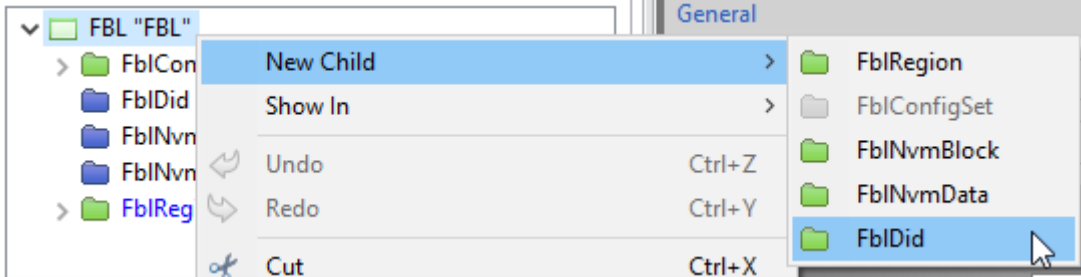 General
FBL "FBL"
FblCon
FblDid
FblNvm
FblNvm
FblReg
New Child
Show In
Undo Ctrl+Z
Redo Ctrl+Y
Cut Ctrl+X
FblRegion
FblConfigSet
FblNvmBlock
FblNvmData
FblDid